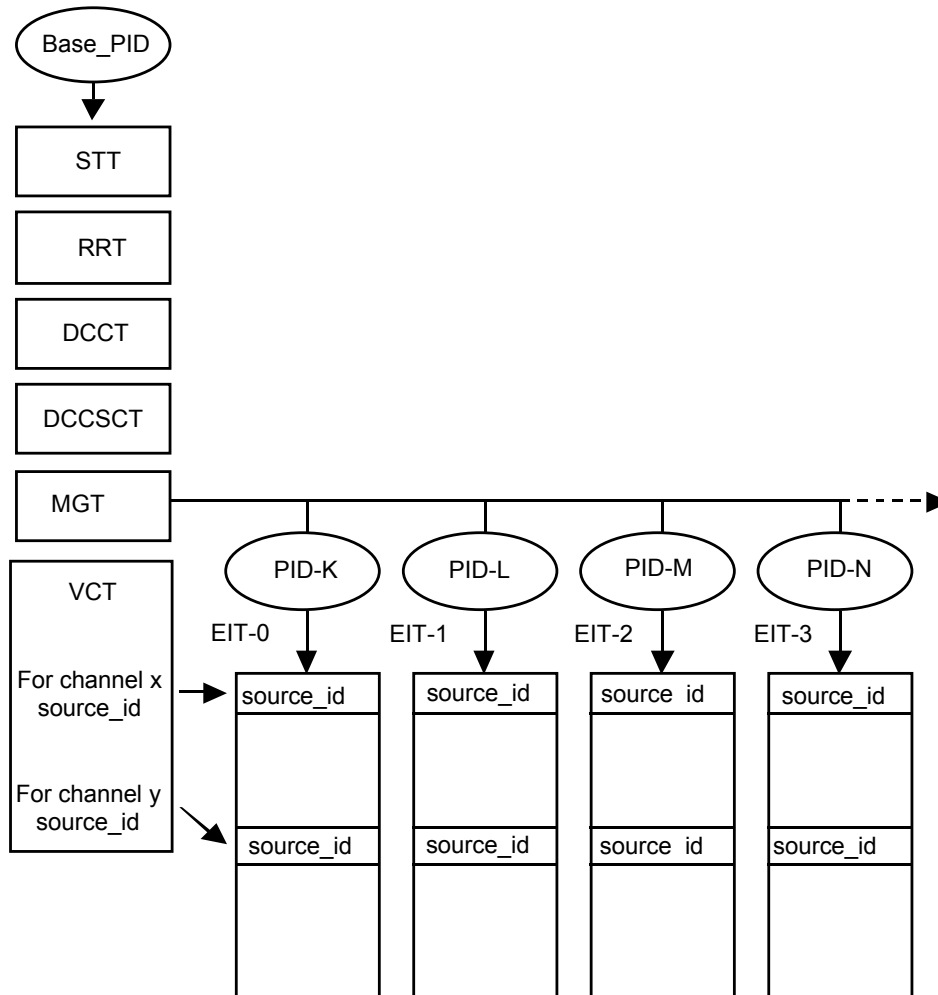 Base_PID
STT
RRT
DCCT
DCCSCT
MGT
PID-K
PID-L
PID-M
PID-N
VCT
EIT-0
EIT-1
EIT-2
EIT-3
For channel x
source_id
source_id
source_id
source id
source_id
For channel y
source_id
source_id
source_id
source id
source_id